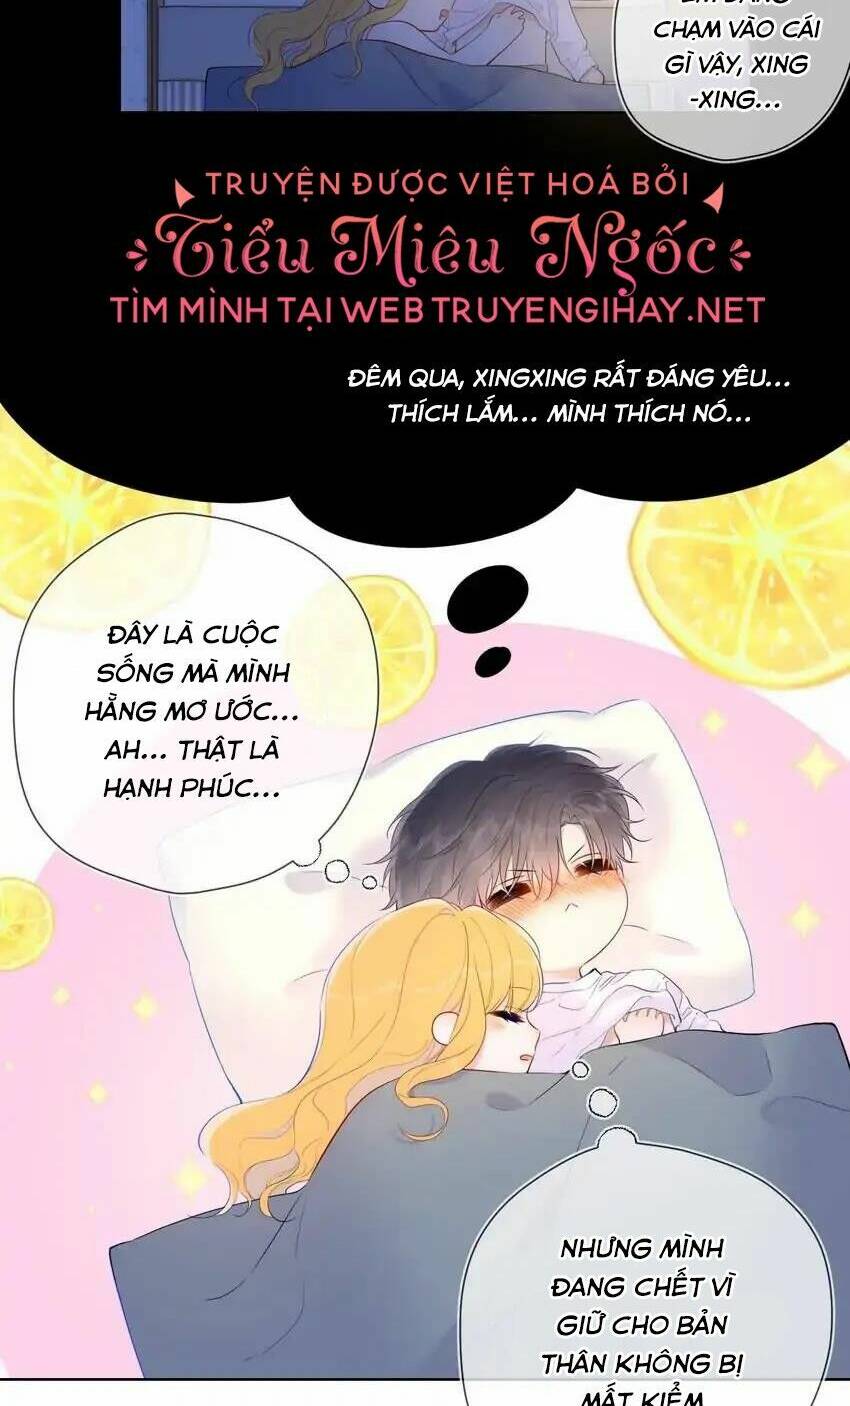 CHẠM VÀO CÁI
GÌ VẬY, XING
-XING...
TRUYỆN ĐƯỢC VIỆT HOÁ BỞI
Tiểu Miêu Ngốc
TÌM MÌNH TẠI WEB TRUYENGIHAY.NET
ĐÊM QUA, XINGXING RẤT ĐÁNG YÊU...
THÍCH LẮM... MÌNH THÍCH NÓ...
ĐÂY LÀ CUỘC
SỐNG MÀ MÌNH
HẰNG MƠ ƯỚC...
AH... THẬT LÀ
HẠNH PHÚC...
NHƯNG MÌNH
ĐANG CHẾT VÌ
GIỮ CHO BẢN
THÂN KHÔNG BỊ
MẤT KIỂM